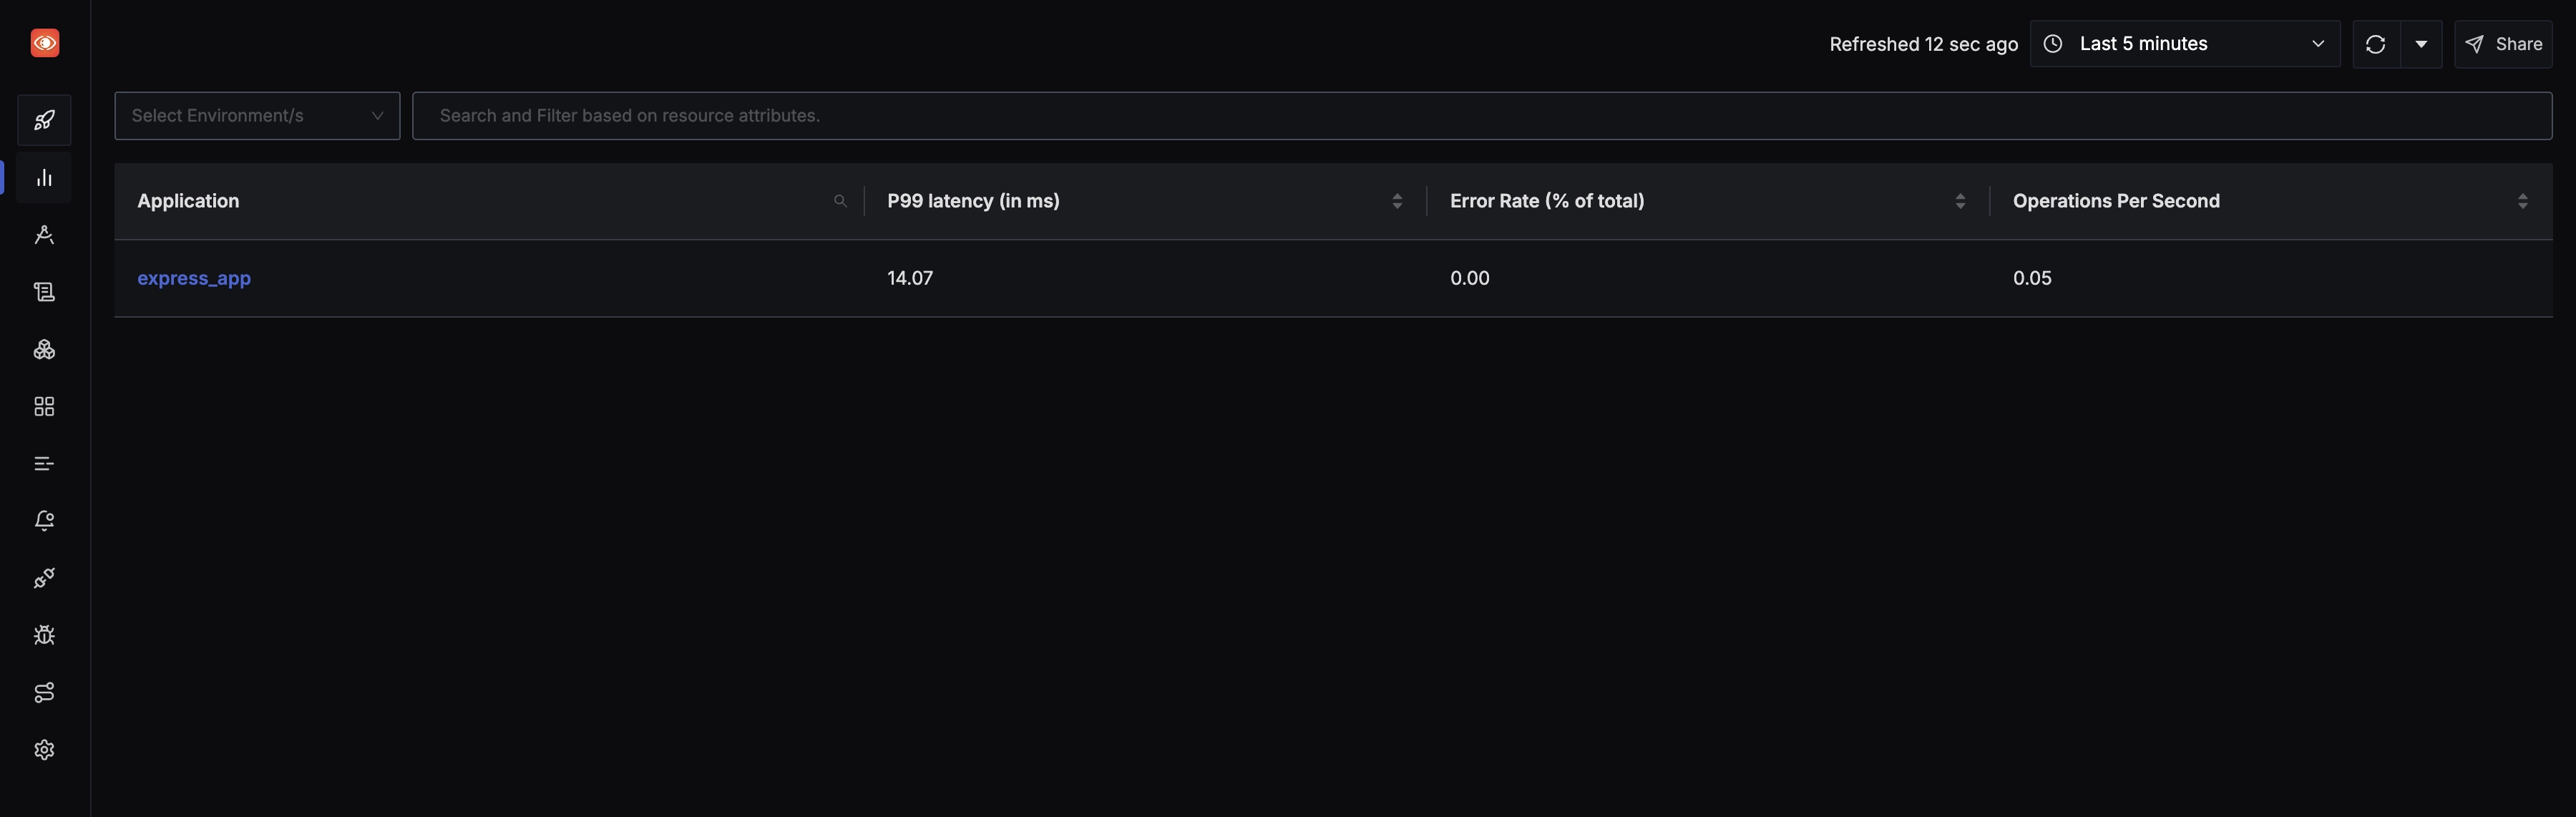 Refreshed 12 sec ago Last 5 minutes Share
Select Environment/s Search and Filter based on resource attributes.
Application P99 latency (in ms) Error Rate (% of total) Operations Per Second
express_app 14.07 0.00 0.05